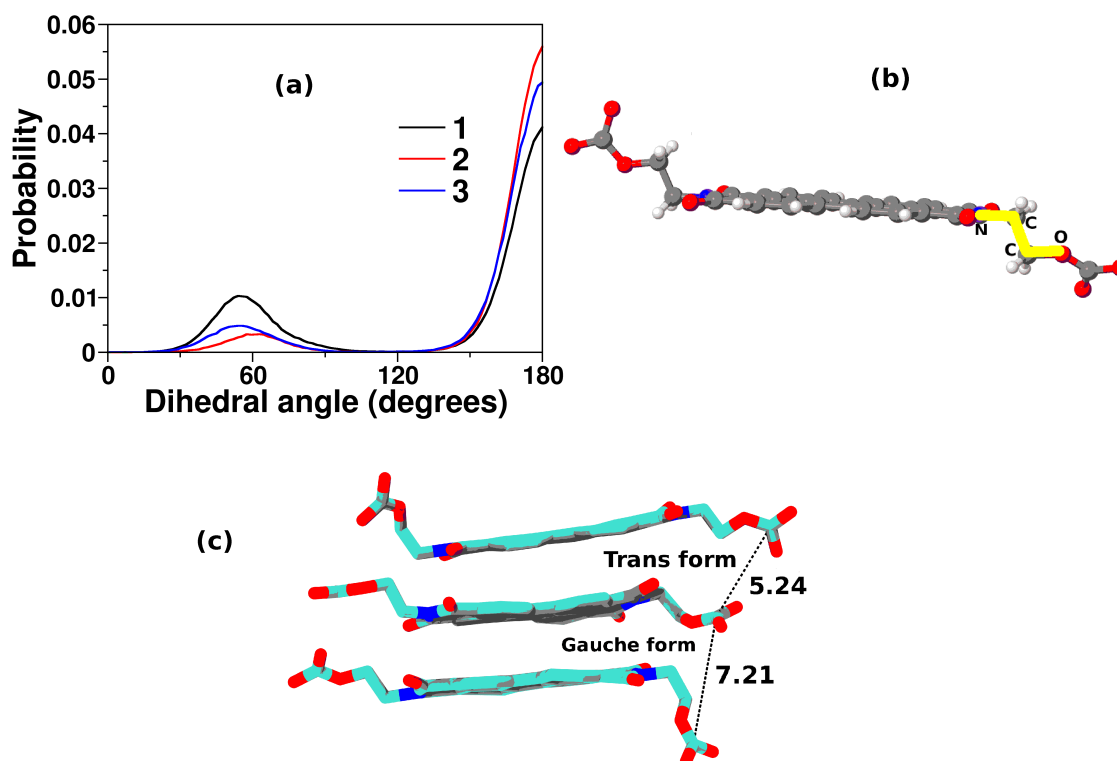 0.06
(a)
(b)
0.05
1
0.04
2
0.03
3
Probability
0.02
N
C
C
O
0.01
0
0
60
120
180
Dihedral angle (degrees)
(c)
Trans form
5.24
Gauche form
7.21